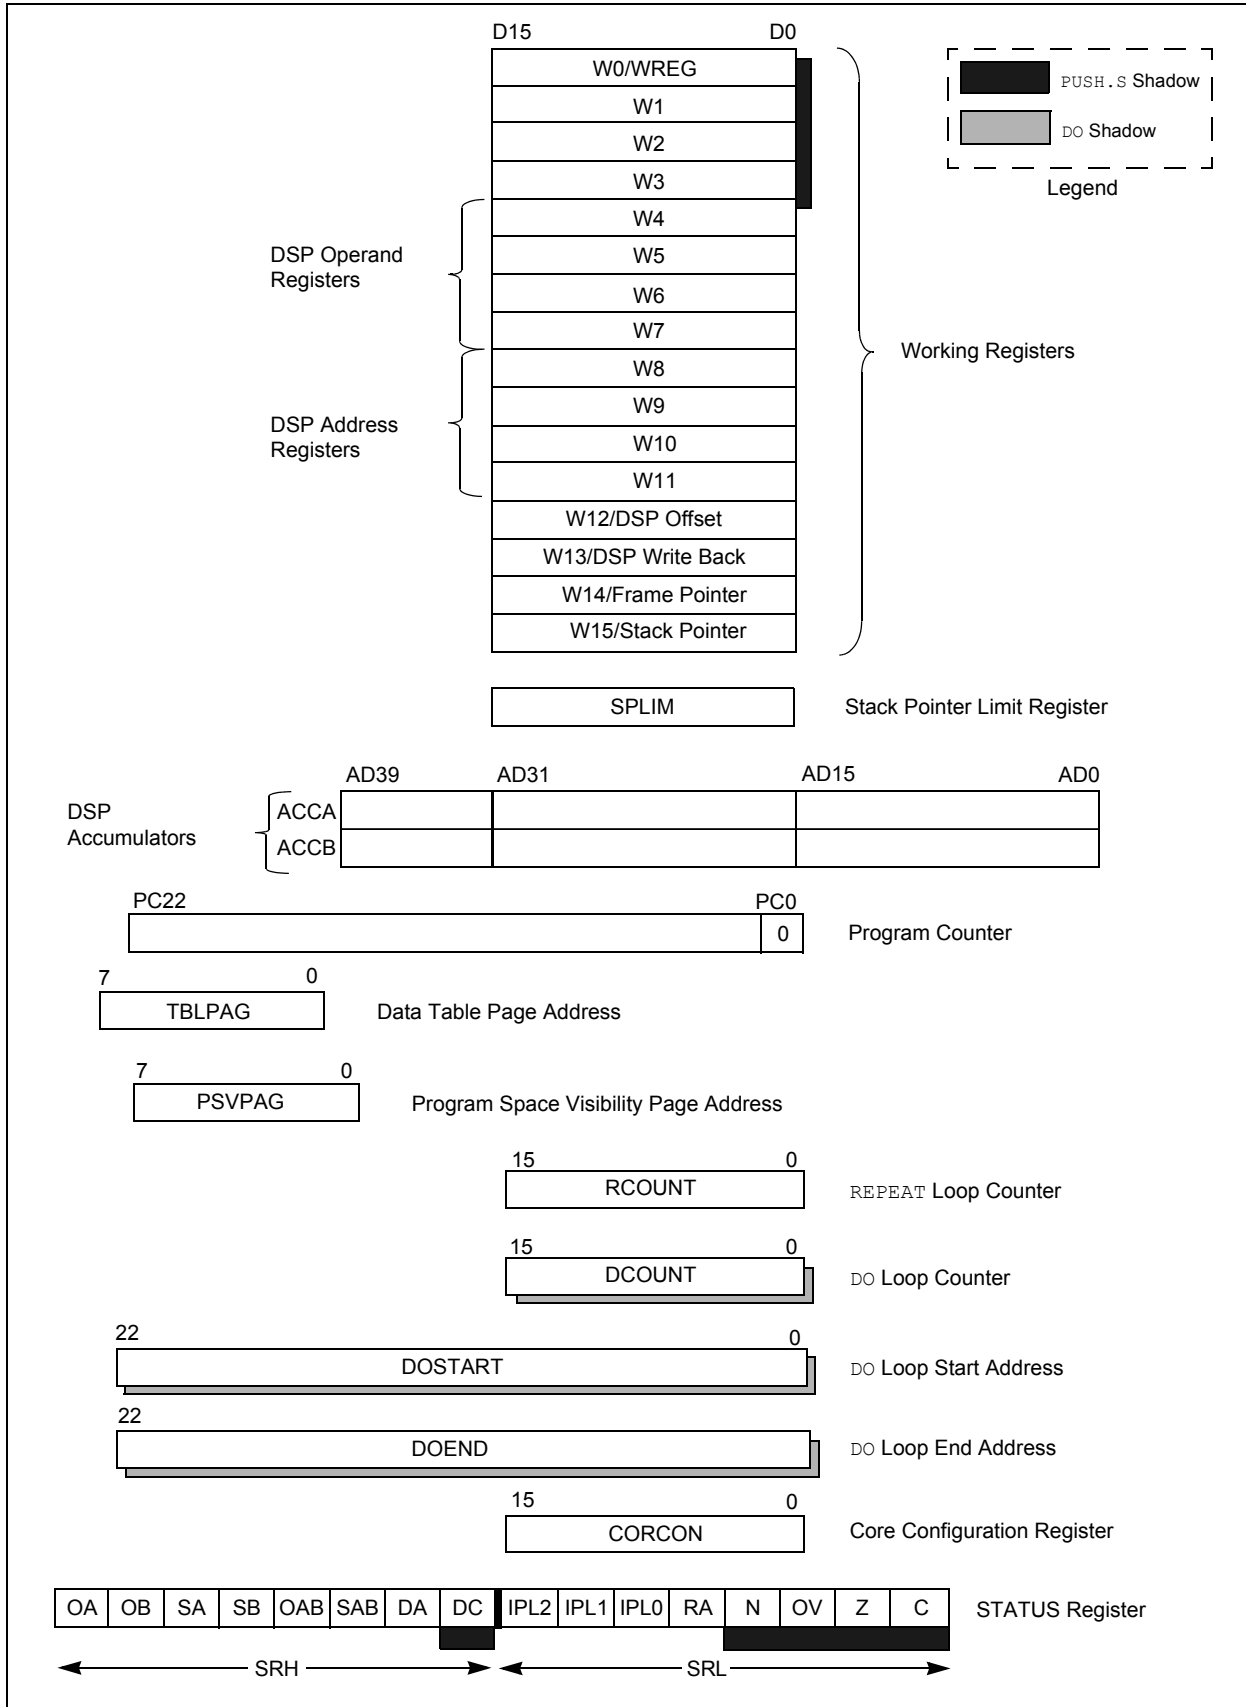 D15 D0
W0/WREG
W1
W2
W3
W4
W5
W6
W7
W8
W9
W10
W11
W12/DSP Offset
W13/DSP Write Back
W14/Frame Pointer
W15/Stack Pointer
PUSH.S Shadow
DO Shadow
Legend
DSP Operand
Registers
DSP Address
Registers
Working Registers
SPLIM
Stack Pointer Limit Register
AD39 AD31 AD15 AD0
DSP
Accumulators
ACCA
ACCB
PC22 PC0
0
Program Counter
7 0
TBLPAG
Data Table Page Address
7 0
PSVPAG
Program Space Visibility Page Address
15 0
RCOUNT
REPEAT Loop Counter
15 0
DCOUNT
DO Loop Counter
22 0
DOSTART
DO Loop Start Address
22
DOEND
DO Loop End Address
15 0
CORCON
Core Configuration Register
OA OB SA SB OAB SAB DA DC IPL2 IPL1 IPL0 RA N OV Z C
STATUS Register
SRH SRL